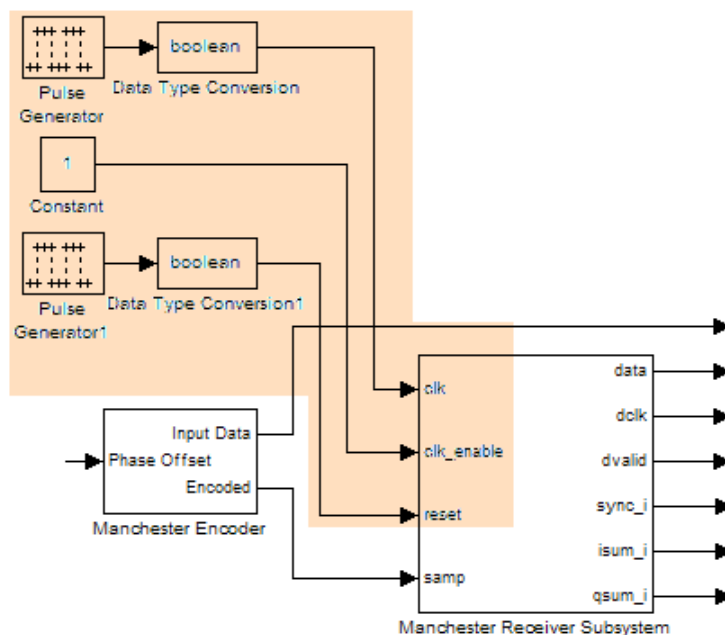 boolean
Data Type Conversion
Pulse
Generator
1
Constant
boolean
Data Type Conversion1
Pulse
Generator1
Input Data
Phase Offset
Encoded
Manchester Encoder
clk
clk_enable
reset
samp
data
dclk
dvalid
sync_i
isum_i
qsum_i
Manchester Receiver Subsystem